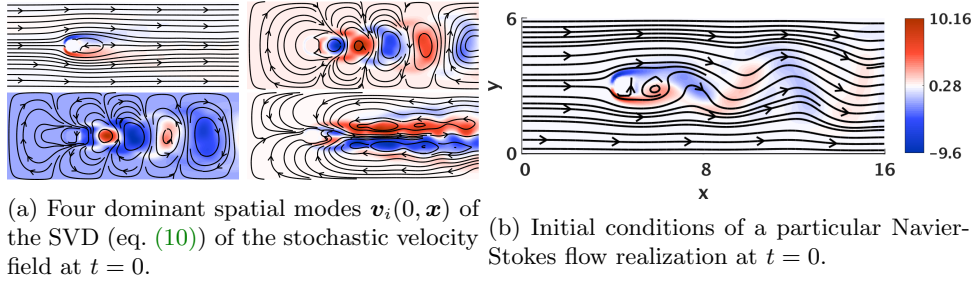 6
y
0
0
8
16
x
10.16
0.28
−9.6
(a) Four dominant spatial modes 𝒗ᵢ(0, 𝒙) of
the SVD (eq. (10)) of the stochastic velocity
field at t = 0.
(b) Initial conditions of a particular Navier-
Stokes flow realization at t = 0.